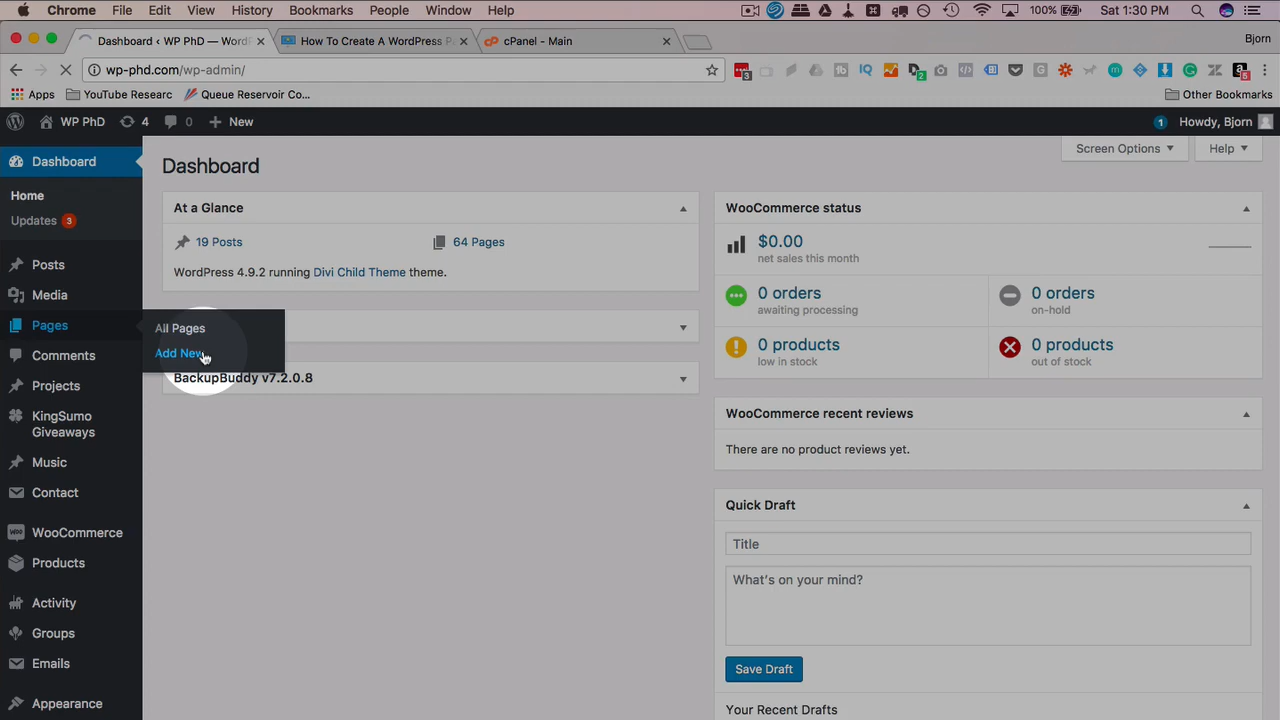 Chrome File Edit View History Bookmarks People Window Help 100% Sat 1:30 PM
Dashboard ‹ WP PhD — Word How To Create A WordPress P cPanel - Main Bjorn
wp-phd.com/wp-admin/
Apps YouTube Researc Queue Reservoir Co... Other Bookmarks
WP PhD 4 0 New 1 Howdy, Bjorn
Screen Options Help
Dashboard
Home
Updates 3
Posts
Media
Pages
Comments
Projects
KingSumo
Giveaways
Music
Contact
WooCommerce
Products
Activity
Groups
Emails
Appearance
All Pages
Add New
Dashboard
At a Glance
19 Posts 64 Pages
WordPress 4.9.2 running Divi Child Theme theme.
BackupBuddy v7.2.0.8
WooCommerce status
$0.00
net sales this month
0 orders
awaiting processing
0 orders
on-hold
0 products
low in stock
0 products
out of stock
WooCommerce recent reviews
There are no product reviews yet.
Quick Draft
Title
What's on your mind?
Save Draft
Your Recent Drafts